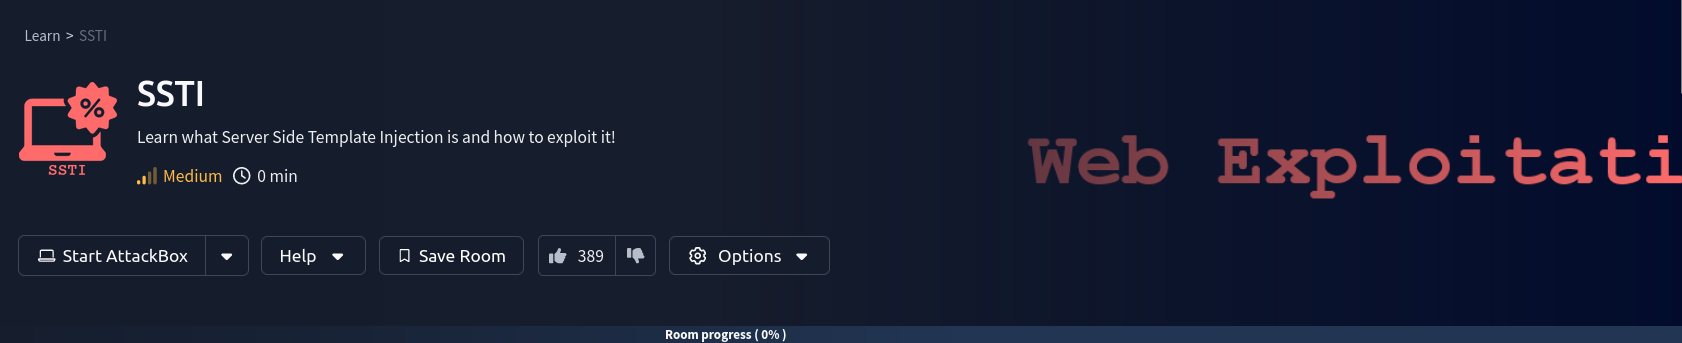 Learn > SSTI
SSTI
Learn what Server Side Template Injection is and how to exploit it!
%
SSTI
Medium 0 min
Web Exploitati
Start AttackBox Help Save Room 389 Options
Room progress ( 0% )